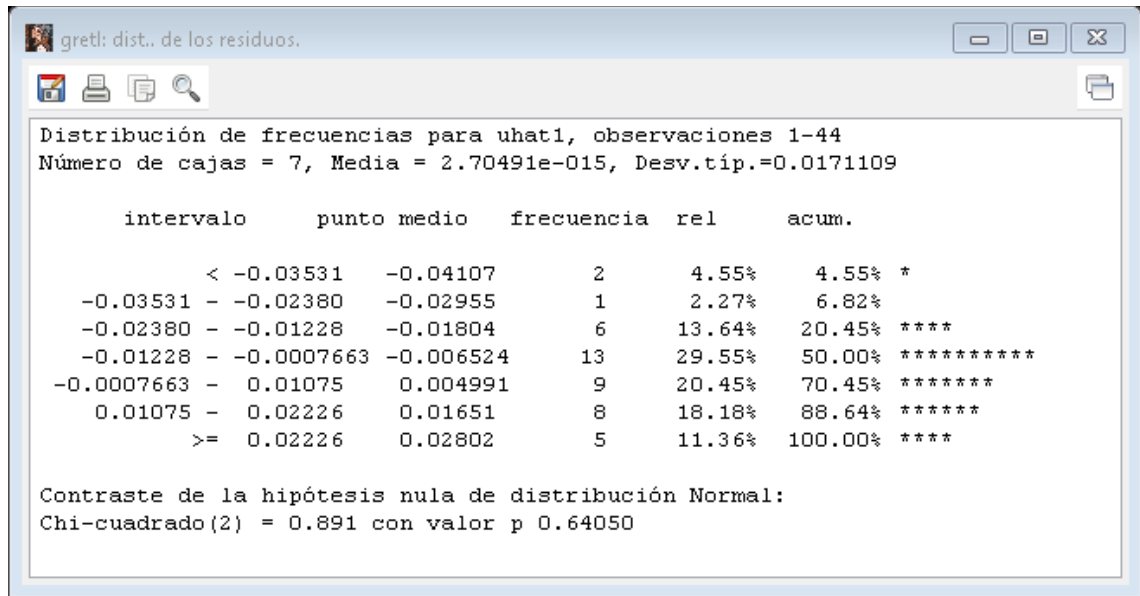 gretl: dist.. de los residuos.
Distribución de frecuencias para uhat1, observaciones 1-44
Número de cajas = 7, Media = 2.70491e-015, Desv.típ.=0.0171109
intervalo punto medio frecuencia rel acum.
< -0.03531 -0.04107 2 4.55% 4.55% *
-0.03531 - -0.02380 -0.02955 1 2.27% 6.82%
-0.02380 - -0.01228 -0.01804 6 13.64% 20.45% ****
-0.01228 - -0.0007663 -0.006524 13 29.55% 50.00% **********
-0.0007663 - 0.01075 0.004991 9 20.45% 70.45% *******
0.01075 - 0.02226 0.01651 8 18.18% 88.64% ******
>= 0.02226 0.02802 5 11.36% 100.00% ****
Contraste de la hipótesis nula de distribución Normal:
Chi-cuadrado(2) = 0.891 con valor p 0.64050